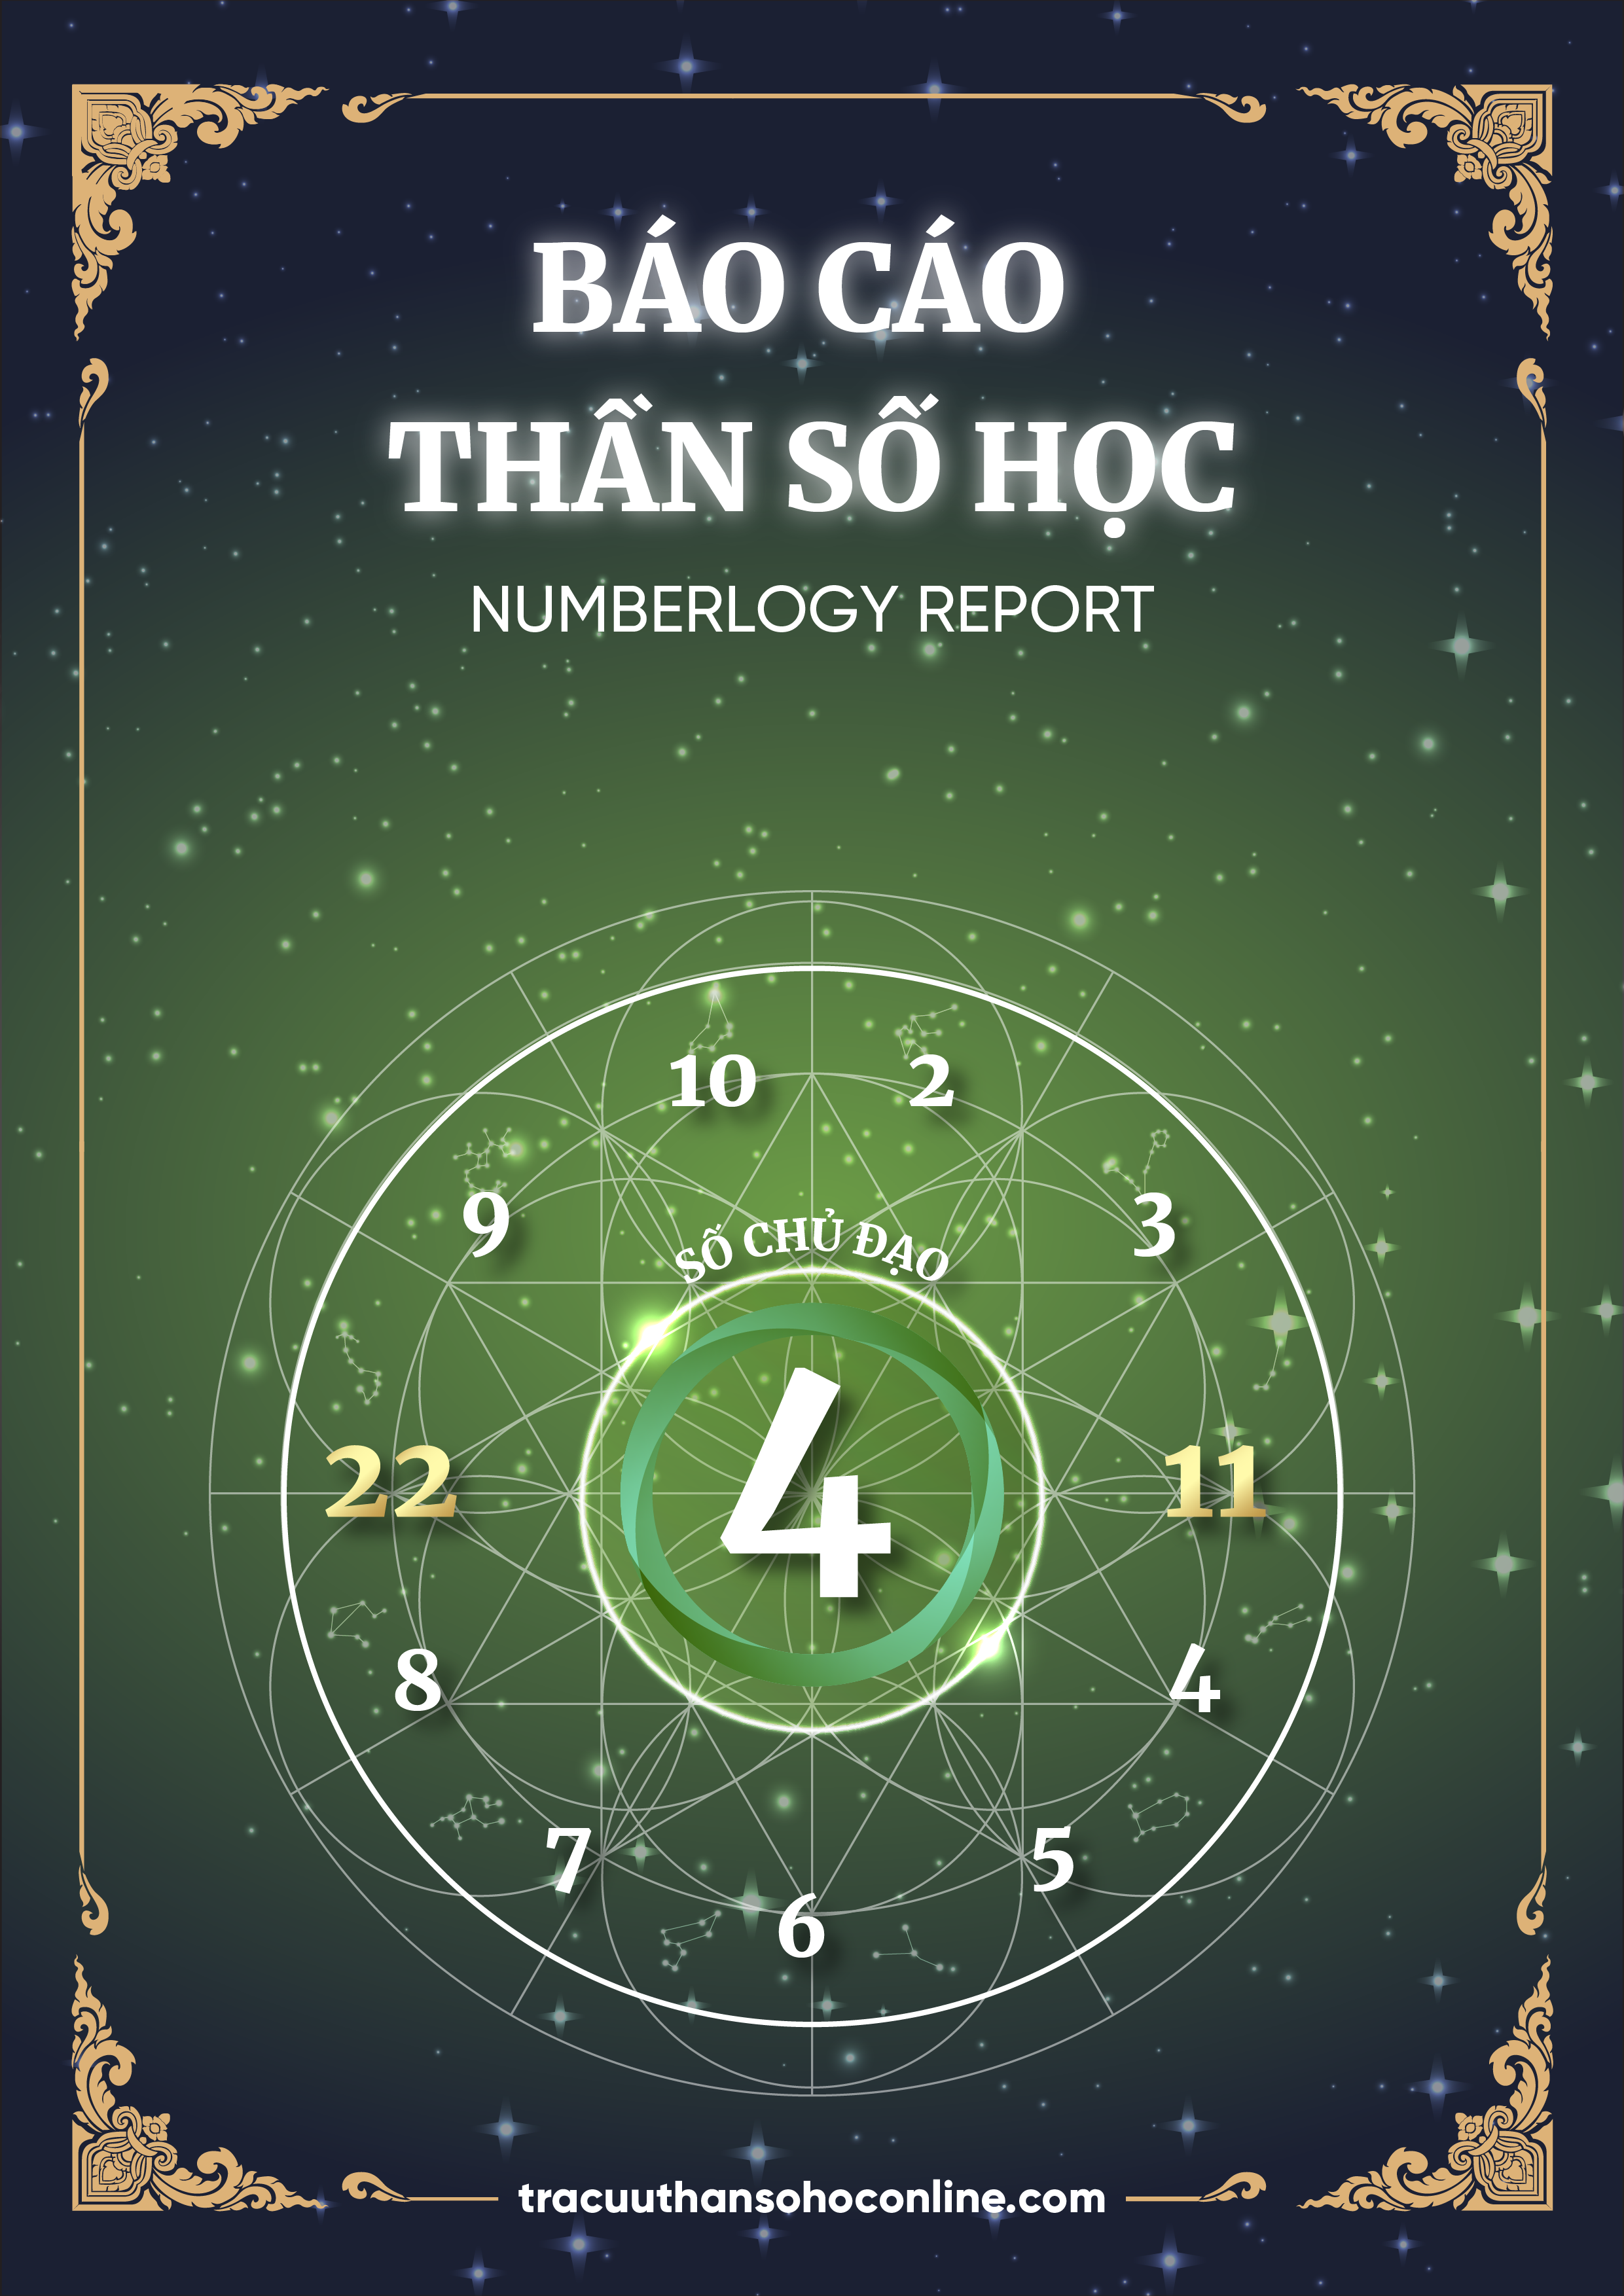 BÁO CÁO
THẦN SỐ HỌC
NUMBERLOGY REPORT
10 2
9 3
SỐ CHỦ ĐẠO
4
22 11
8 4
7 5
6
tracuuthansohoconline.com